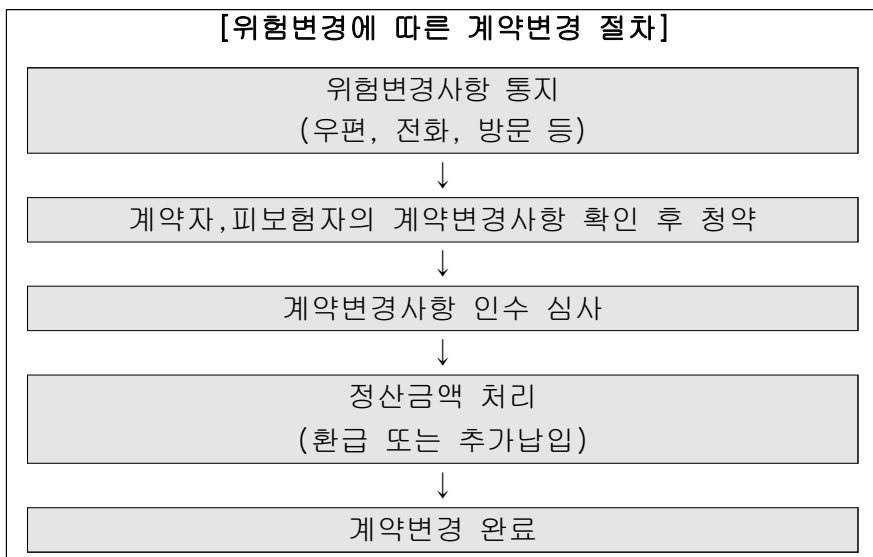 [위험변경에 따른 계약변경 절차]
위험변경사항 통지
(우편, 전화, 방문 등)
↓
계약자,피보험자의 계약변경사항 확인 후 청약
↓
계약변경사항 인수 심사
↓
정산금액 처리
(환급 또는 추가납입)
↓
계약변경 완료